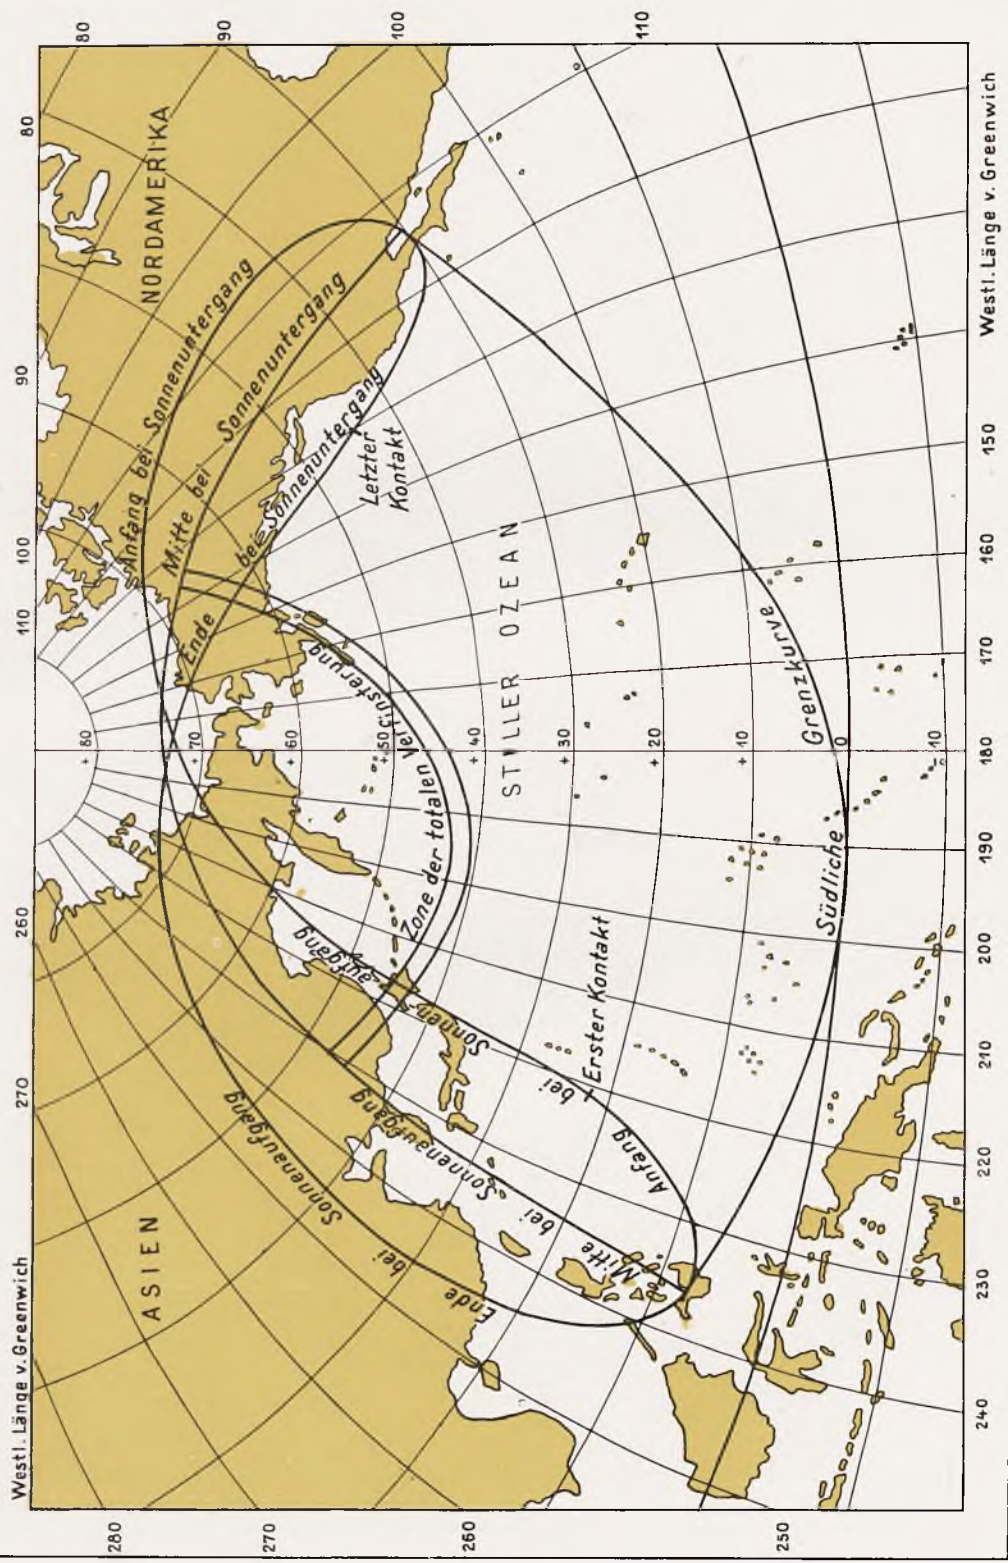 Westl. Länge v. Greenwich
280
270
260
110
100
90
80
80
90
100
110
NORDAMERIKA
ASIEN
Anfang bei Sonnenuntergang
Mitte bei Sonnenuntergang
Ende bei Sonnenuntergang
Letzter
Kontakt
STILLER OZEAN
Zone der totalen Verfinsterung
Ende bei Sonnenaufgang
Mitte bei Sonnenaufgang
Anfang bei Sonnenaufgang
Erster Kontakt
Südliche Grenzkurve
+80
+70
+60
+50
+40
+30
+20
+10
0
-10
280
270
260
250
240
230
220
210
200
190
180
170
160
150
Westl. Länge v. Greenwich